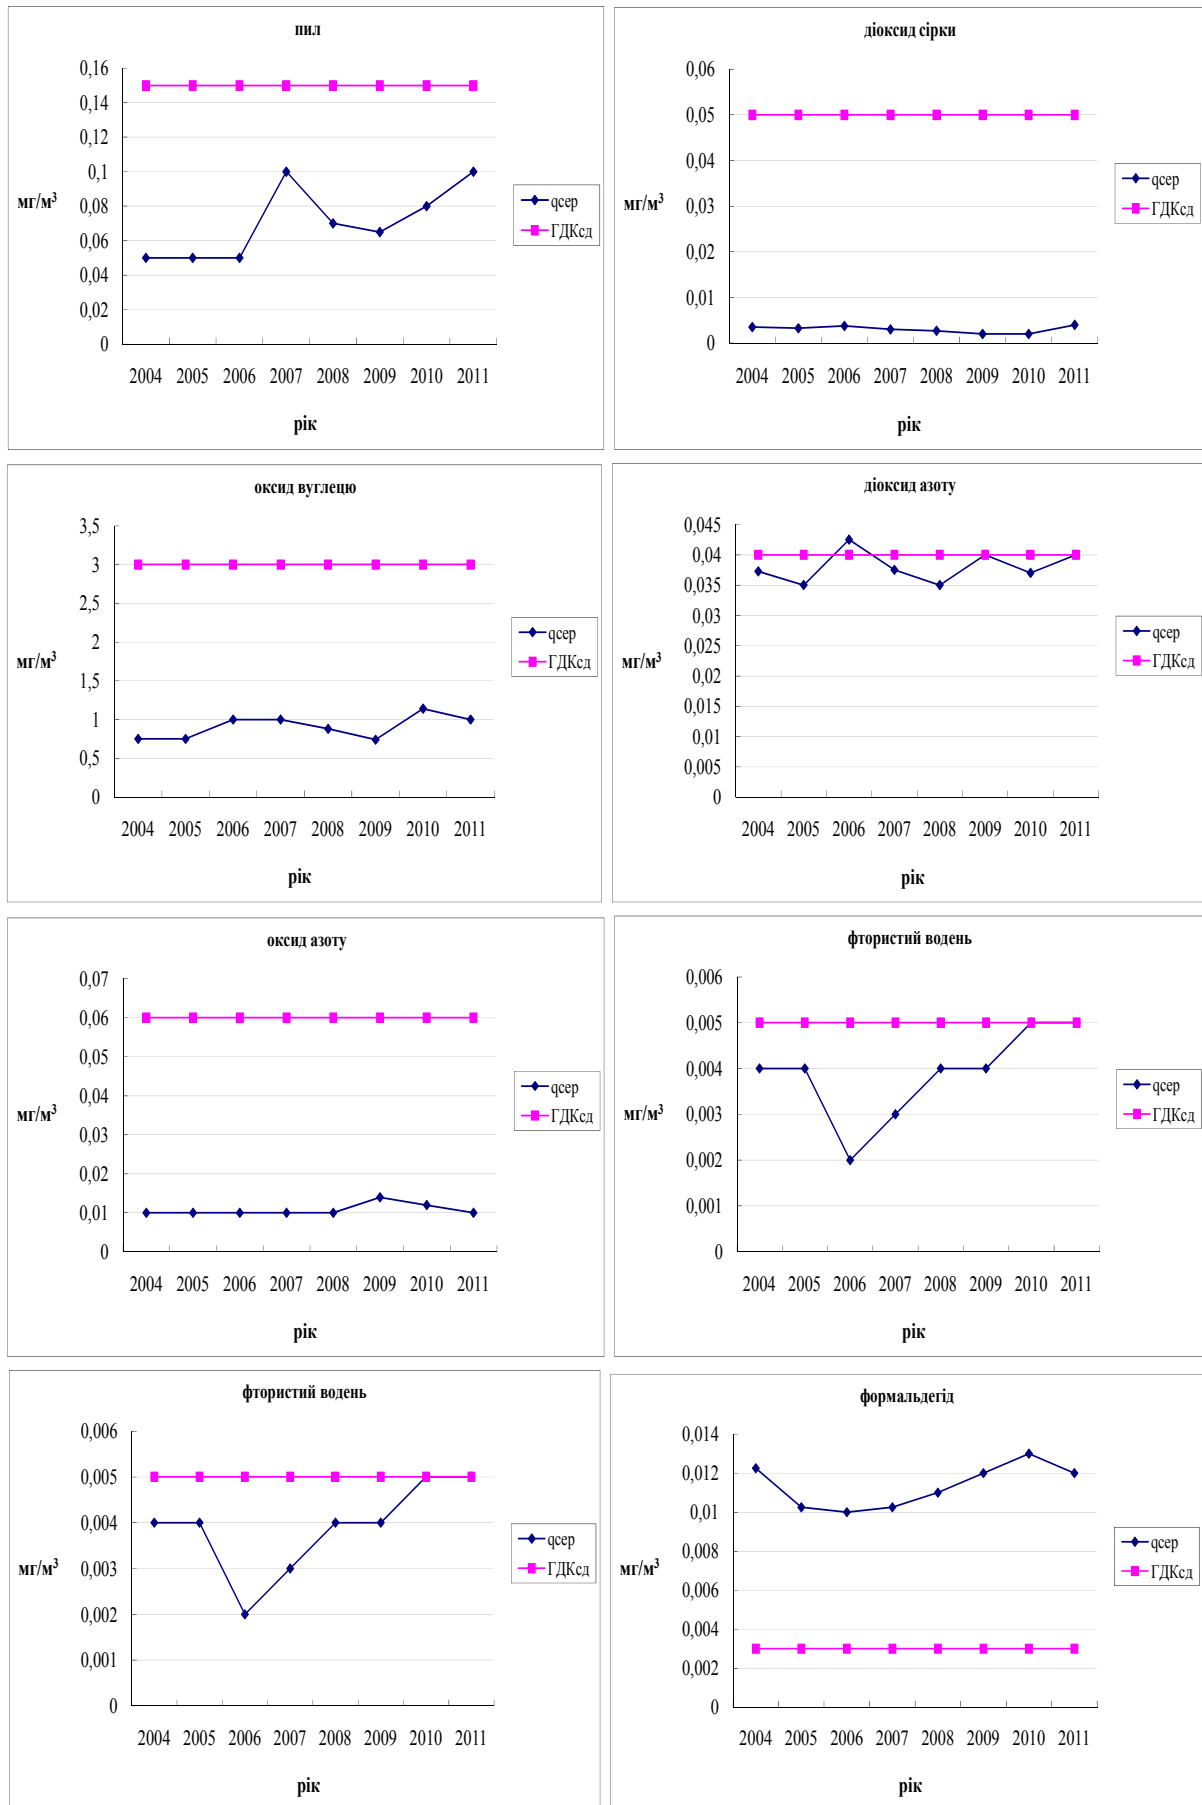 пил
0,16
0,14
0,12
0,1
0,08
0,06
0,04
0,02
0
мг/м³
2004 2005 2006 2007 2008 2009 2010 2011
рік
qсер
ГДКсд
діоксид сірки
0,06
0,05
0,04
0,03
0,02
0,01
0
мг/м³
2004 2005 2006 2007 2008 2009 2010 2011
рік
qсер
ГДКсд
оксид вуглецю
3,5
3
2,5
2
1,5
1
0,5
0
мг/м³
2004 2005 2006 2007 2008 2009 2010 2011
рік
qсер
ГДКсд
діоксид азоту
0,045
0,04
0,035
0,03
0,025
0,02
0,015
0,01
0,005
0
мг/м³
2004 2005 2006 2007 2008 2009 2010 2011
рік
qсер
ГДКсд
оксид азоту
0,07
0,06
0,05
0,04
0,03
0,02
0,01
0
мг/м³
2004 2005 2006 2007 2008 2009 2010 2011
рік
qсер
ГДКсд
фтористий водень
0,006
0,005
0,004
0,003
0,002
0,001
0
мг/м³
2004 2005 2006 2007 2008 2009 2010 2011
рік
qсер
ГДКсд
фтористий водень
0,006
0,005
0,004
0,003
0,002
0,001
0
мг/м³
2004 2005 2006 2007 2008 2009 2010 2011
рік
qсер
ГДКсд
формальдегід
0,014
0,012
0,01
0,008
0,006
0,004
0,002
0
мг/м³
2004 2005 2006 2007 2008 2009 2010 2011
рік
qсер
ГДКсд